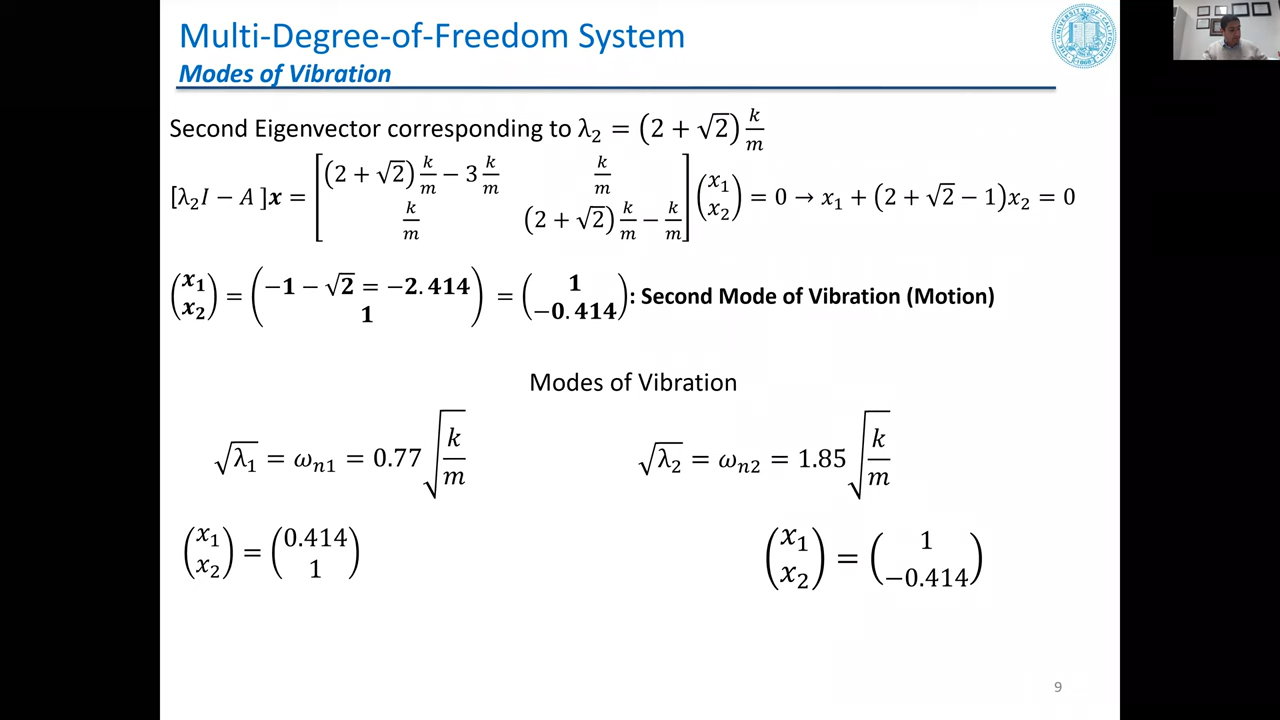 Multi-Degree-of-Freedom System
Modes of Vibration
Second Eigenvector corresponding to λ₂ = (2 + √2) k/m
[λ₂I − A ]x = [(2 + √2) k/m − 3 k/m   k/m ; k/m   (2 + √2) k/m − k/m] (x₁ ; x₂) = 0 → x₁ + (2 + √2 − 1)x₂ = 0
(x₁ ; x₂) = (−1 − √2 = −2.414 ; 1) = (1 ; −0.414): Second Mode of Vibration (Motion)
Modes of Vibration
√λ₁ = ωₙ₁ = 0.77 √(k/m)
√λ₂ = ωₙ₂ = 1.85 √(k/m)
(x₁ ; x₂) = (0.414 ; 1)
(x₁ ; x₂) = (1 ; −0.414)
9